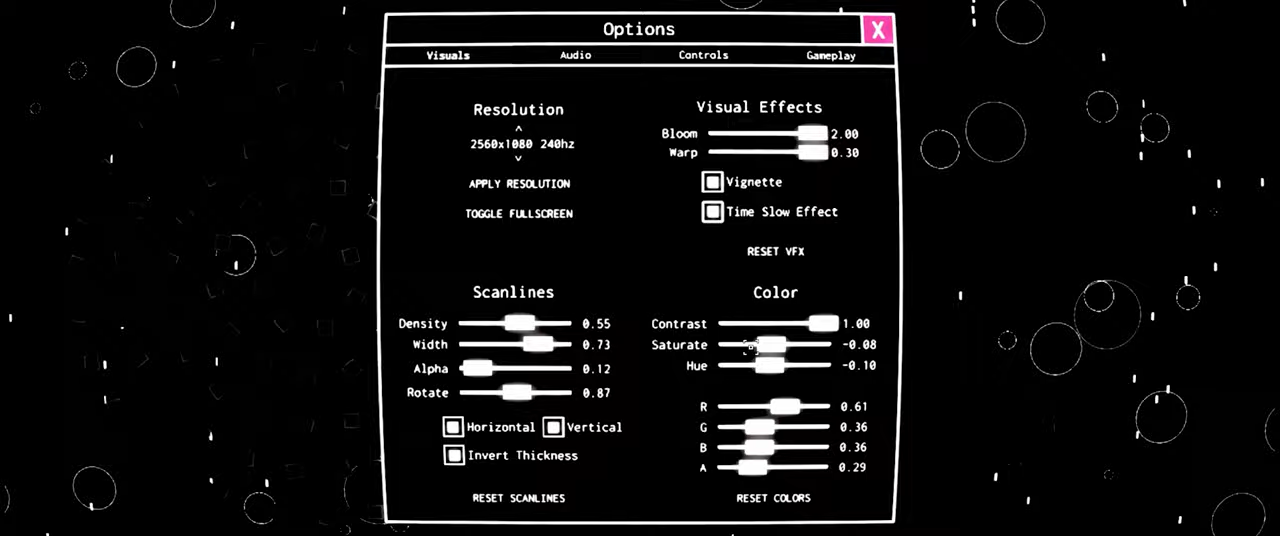 Options
X
Visuals Audio Controls Gameplay
Resolution
^
2560x1080 240hz
APPLY RESOLUTION
TOGGLE FULLSCREEN
Visual Effects
Bloom 2.00
Warp 0.30
Vignette
Time Slow Effect
RESET VFX
Scanlines
Density 0.55
Width 0.73
Alpha 0.12
Rotate 0.87
Horizontal Vertical
Invert Thickness
RESET SCANLINES
Color
Contrast 1.00
Saturate -0.08
Hue -0.10
R 0.61
G 0.36
B 0.36
A 0.29
RESET COLORS